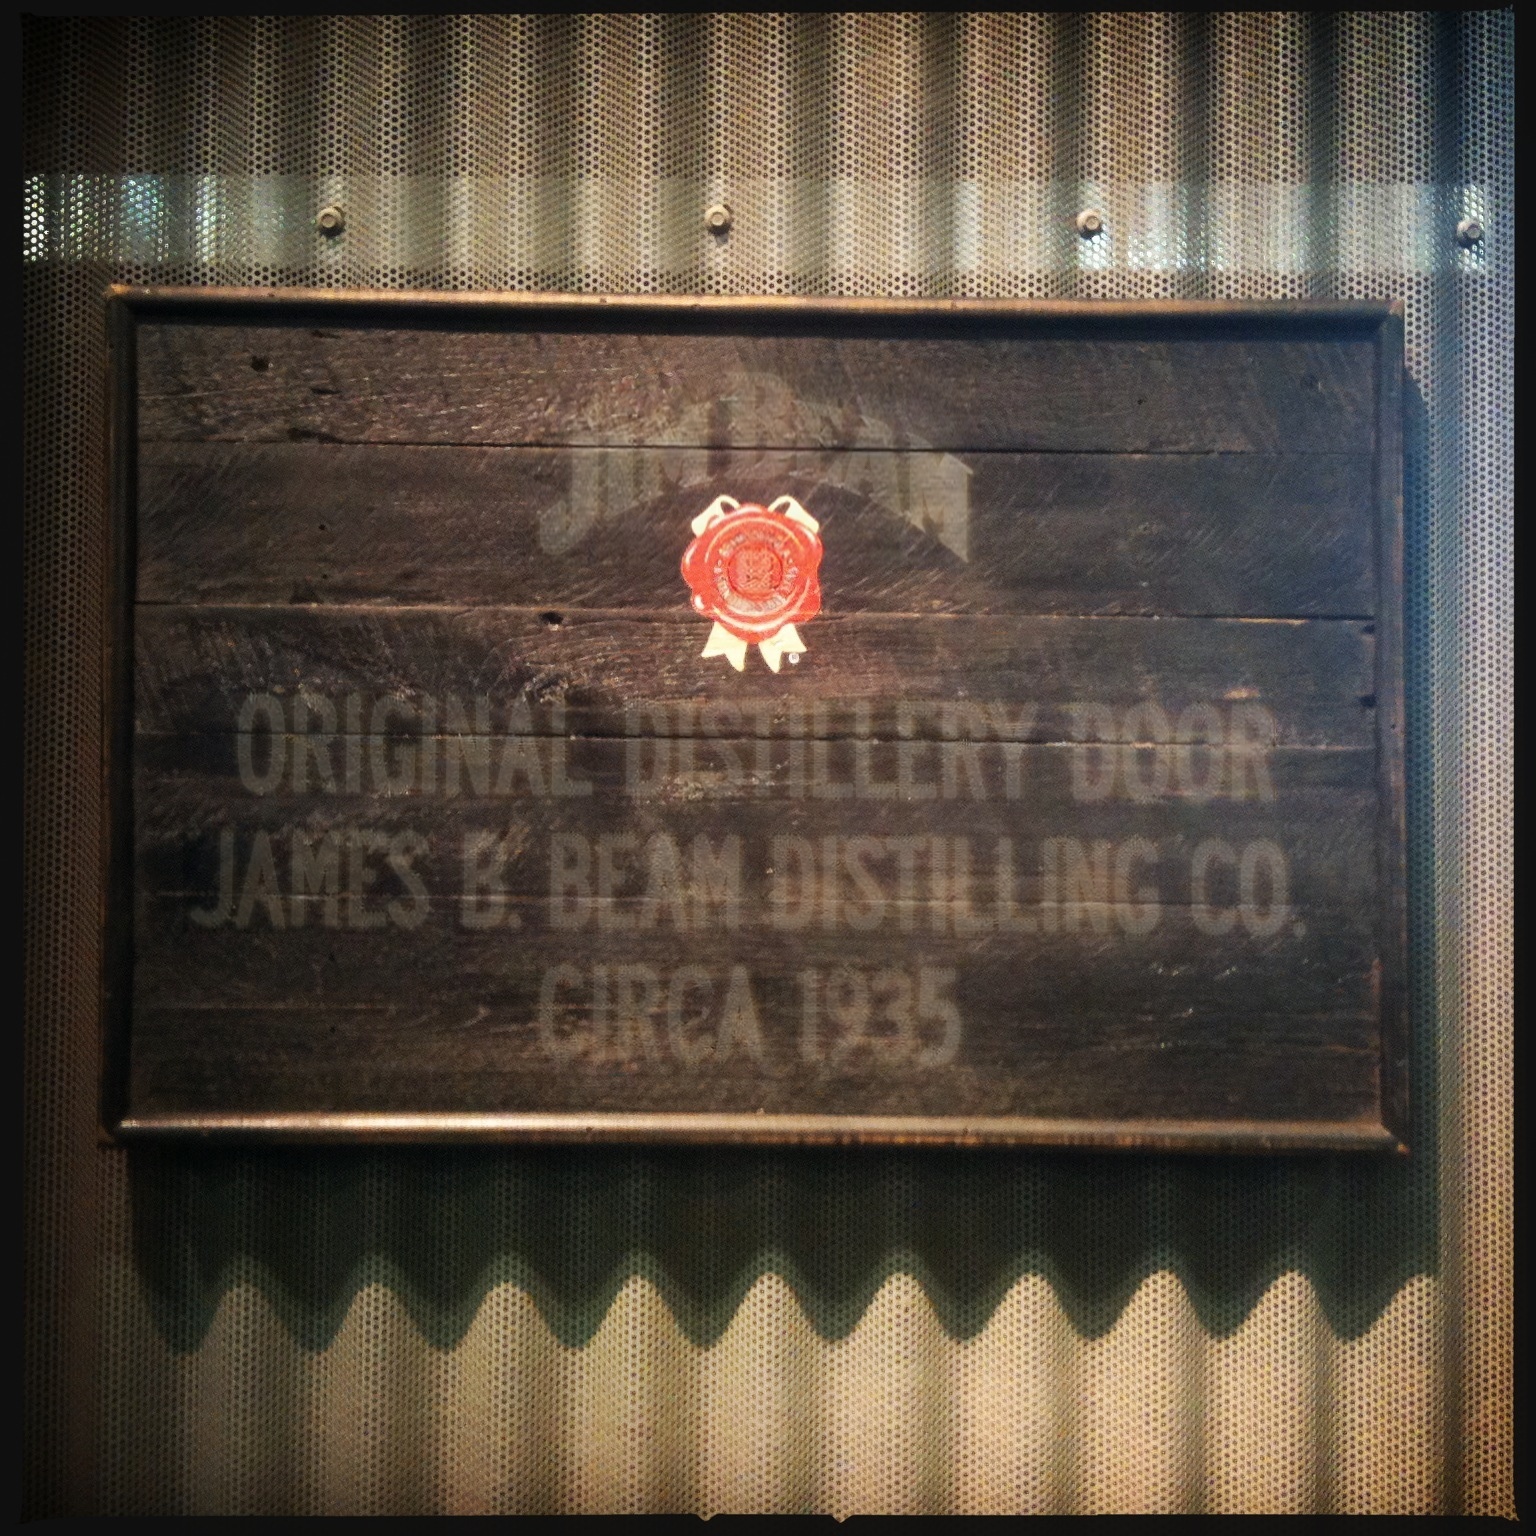 JIM BEAM
ORIGINAL DISTILLERY DOOR
JAMES B. BEAM DISTILLING CO.
CIRCA 1935